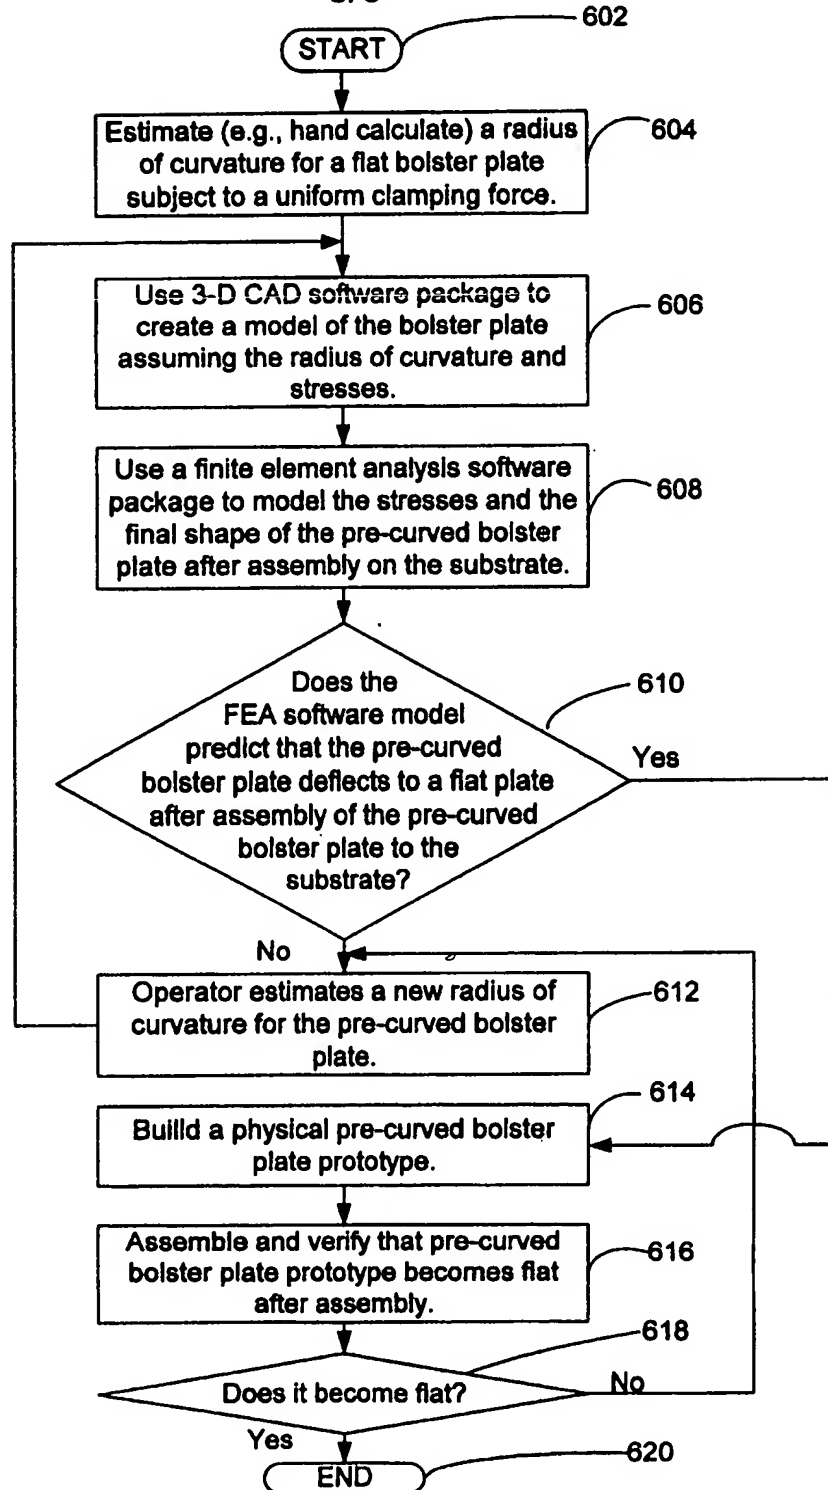 START
602
Estimate (e.g., hand calculate) a radius
of curvature for a flat bolster plate
subject to a uniform clamping force.
604
Use 3-D CAD software package to
create a model of the bolster plate
assuming the radius of curvature and
stresses.
606
Use a finite element analysis software
package to model the stresses and the
final shape of the pre-curved bolster
plate after assembly on the substrate.
608
Does the
FEA software model
predict that the pre-curved
bolster plate deflects to a flat plate
after assembly of the pre-curved
bolster plate to the
substrate?
610
Yes
No
Operator estimates a new radius of
curvature for the pre-curved bolster
plate.
612
Builld a physical pre-curved bolster
plate prototype.
614
Assemble and verify that pre-curved
bolster plate prototype becomes flat
after assembly.
616
Does it become flat?
618
No
Yes
END
620